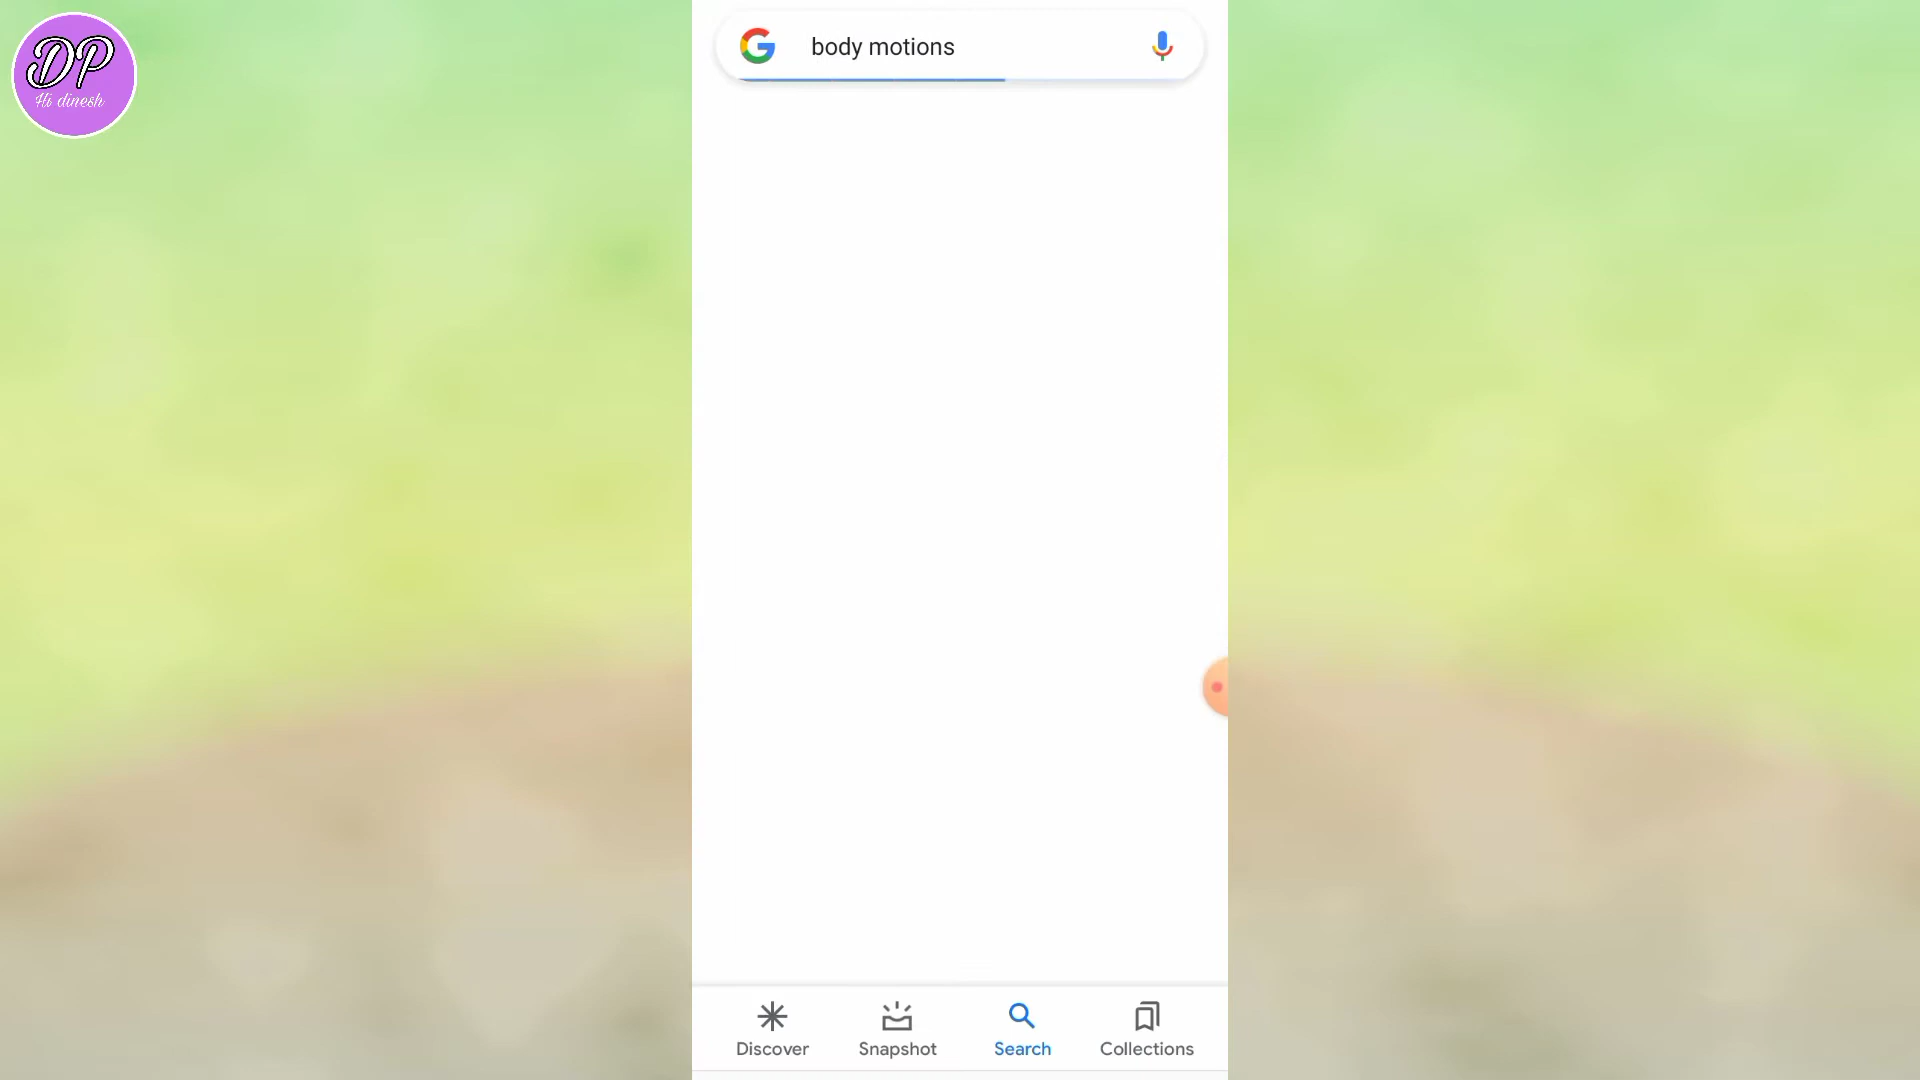 DP
Hi dinesh
body motions
Discover
Snapshot
Search
Collections